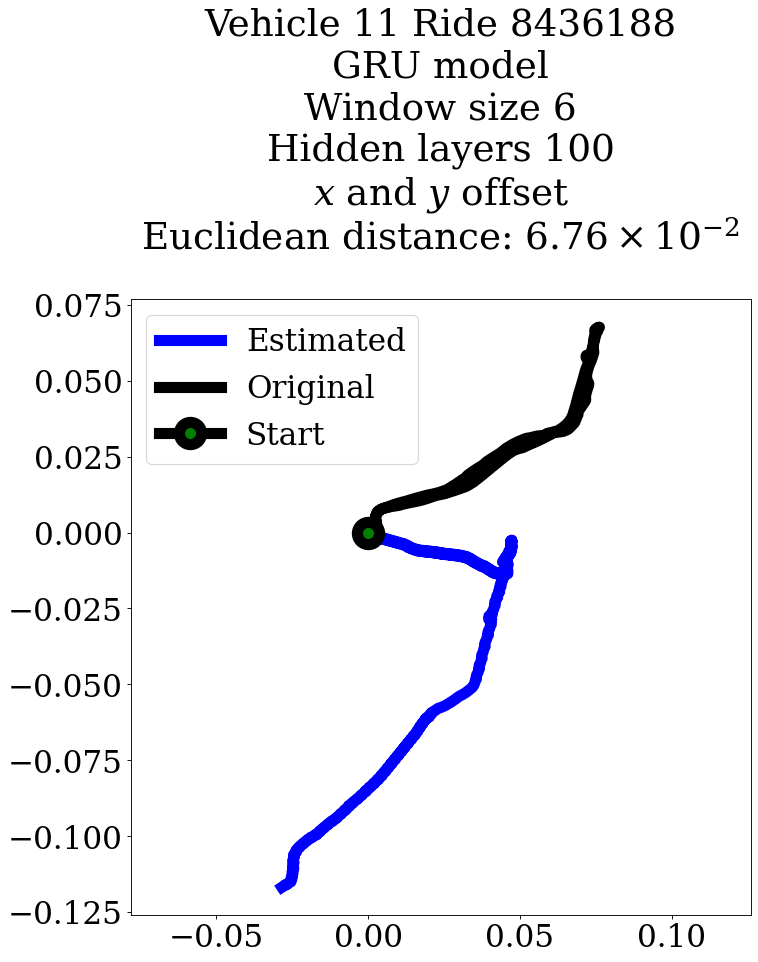 Vehicle 11 Ride 8436188
GRU model
Window size 6
Hidden layers 100
x and y offset
Euclidean distance: 6.76 × 10⁻²
0.075
0.050
0.025
0.000
−0.025
−0.050
−0.075
−0.100
−0.125
Estimated
Original
Start
−0.05 0.00 0.05 0.10